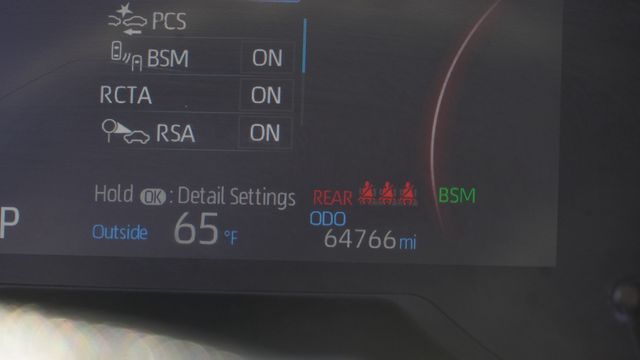 PCS
BSM ON
RCTA ON
RSA ON
Hold OK : Detail Settings
REAR BSM
P
Outside 65 °F
ODO
64766 mi